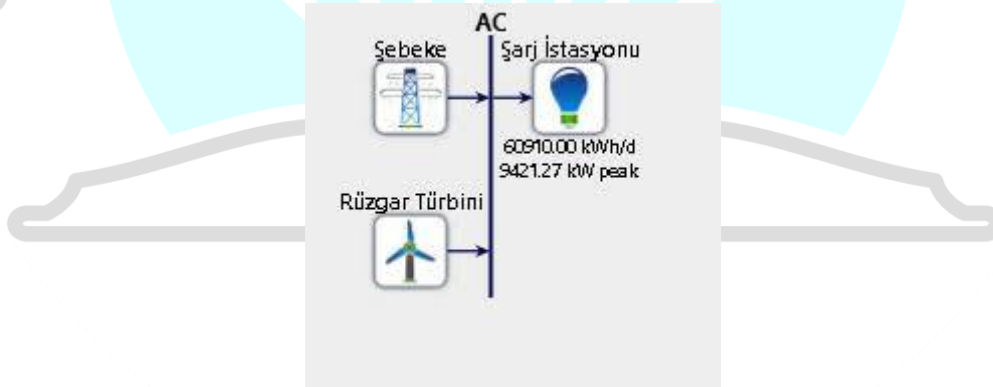 AC
Şebeke
Şarj İstasyonu
60910.00 kWh/d
9421.27 kW peak
Rüzgar Türbini